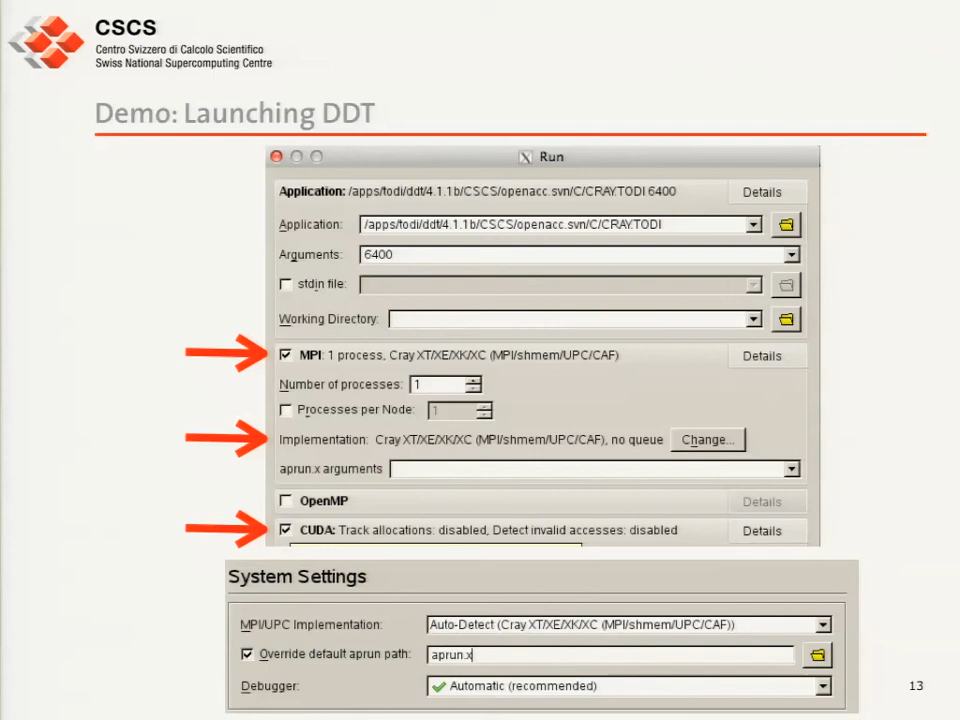 CSCS
Centro Svizzero di Calcolo Scientifico
Swiss National Supercomputing Centre
Demo: Launching DDT
Run
Application: /apps/todi/ddt/4.1.1b/CSCS/openacc.svn/C/CRAY.TODI 6400 Details
Application: /apps/todi/ddt/4.1.1b/CSCS/openacc.svn/C/CRAY.TODI
Arguments: 6400
stdin file:
Working Directory:
MPI: 1 process, Cray XT/XE/XK/XC (MPI/shmem/UPC/CAF) Details
Number of processes: 1
Processes per Node: 1
Implementation: Cray XT/XE/XK/XC (MPI/shmem/UPC/CAF), no queue Change...
aprun.x arguments
OpenMP Details
CUDA: Track allocations: disabled, Detect invalid accesses: disabled Details
System Settings
MPI/UPC Implementation: Auto-Detect (Cray XT/XE/XK/XC (MPI/shmem/UPC/CAF))
Override default aprun path: aprun.x
Debugger: Automatic (recommended)
13